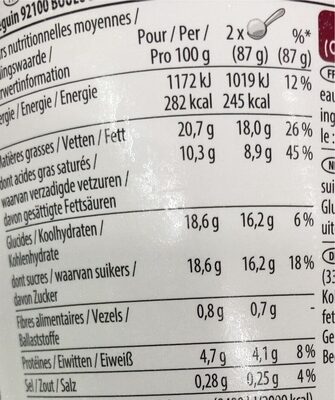 guin 92100
rs nutritionnelles moyennes / Pour / Per / 2 x %*
Pro 100 g (87 g) (87 g)
ingswaarde /
rwertinformation
ergie / Energie / Energie 1172 kJ 1019 kJ 12 %
282 kcal 245 kcal
Matières grasses / Vetten / Fett 20,7 g 18,0 g 26 %
dont acides gras saturés / 10,3 g 8,9 g 45 %
waarvan verzadigde vetzuren /
davon gesättigte Fettsäuren
Glucides / Koolhydraten / 18,6 g 16,2 g 6 %
Kohlenhydrate
dont sucres / waarvan suikers / 18,6 g 16,2 g 18 %
davon Zucker
Fibres alimentaires / Vezels / 0,8 g 0,7 g -
Ballaststoffe
Protéines / Eiwitten / Eiweiß 4,7 g 4,1 g 8 %
Sel / Zout / Salz 0,28 g 0,25 g 4 %